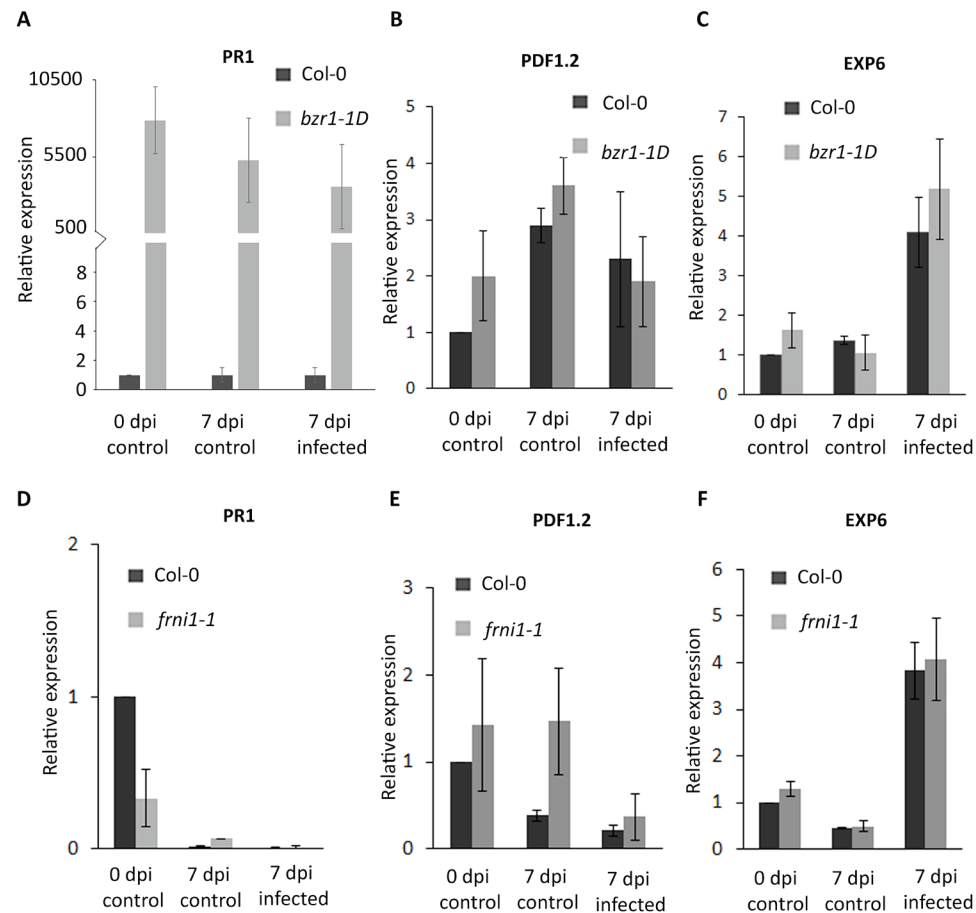 A
PR1
Col-0
bzr1-1D
Relative expression
10500
5500
500
8
6
4
2
1
0
0 dpi
control
7 dpi
control
7 dpi
infected
B
PDF1.2
Col-0
bzr1-1D
Relative expression
5
4
3
2
1
0
0 dpi
control
7 dpi
control
7 dpi
infected
C
EXP6
Col-0
bzr1-1D
Relative expression
7
6
5
4
3
2
1
0
0 dpi
control
7 dpi
control
7 dpi
infected
D
PR1
Col-0
frni1-1
Relative expression
2
1
0
0 dpi
control
7 dpi
control
7 dpi
infected
E
PDF1.2
Col-0
frni1-1
Relative expression
3
2
1
0
0 dpi
control
7 dpi
control
7 dpi
infected
F
EXP6
Col-0
frni1-1
Relative expression
6
5
4
3
2
1
0
0 dpi
control
7 dpi
control
7 dpi
infected